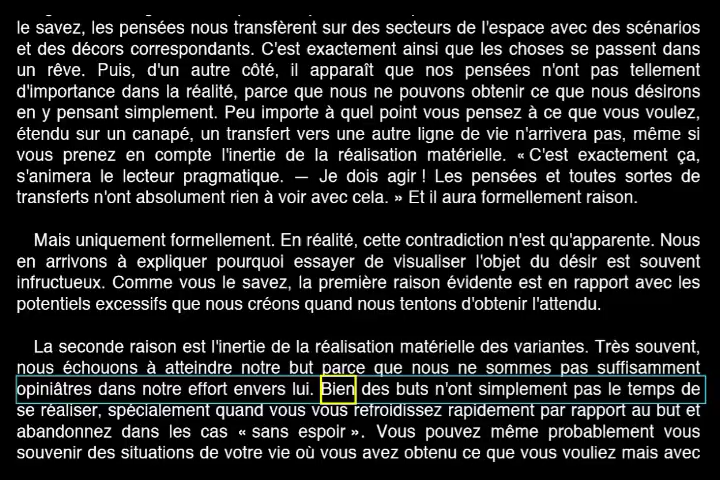 le savez, les pensées nous transfèrent sur des secteurs de l'espace avec des scénarios
et des décors correspondants. C'est exactement ainsi que les choses se passent dans
un rêve. Puis, d'un autre côté, il apparaît que nos pensées n'ont pas tellement
d'importance dans la réalité, parce que nous ne pouvons obtenir ce que nous désirons
en y pensant simplement. Peu importe à quel point vous pensez à ce que vous voulez,
étendu sur un canapé, un transfert vers une autre ligne de vie n'arrivera pas, même si
vous prenez en compte l'inertie de la réalisation matérielle. « C'est exactement ça,
s'animera le lecteur pragmatique. — Je dois agir ! Les pensées et toutes sortes de
transferts n'ont absolument rien à voir avec cela. » Et il aura formellement raison.
Mais uniquement formellement. En réalité, cette contradiction n'est qu'apparente. Nous
en arrivons à expliquer pourquoi essayer de visualiser l'objet du désir est souvent
infructueux. Comme vous le savez, la première raison évidente est en rapport avec les
potentiels excessifs que nous créons quand nous tentons d'obtenir l'attendu.
La seconde raison est l'inertie de la réalisation matérielle des variantes. Très souvent,
nous échouons à atteindre notre but parce que nous ne sommes pas suffisamment
opiniâtres dans notre effort envers lui. Bien des buts n'ont simplement pas le temps de
se réaliser, spécialement quand vous vous refroidissez rapidement par rapport au but et
abandonnez dans les cas « sans espoir ». Vous pouvez même probablement vous
souvenir des situations de votre vie où vous avez obtenu ce que vous vouliez mais avec